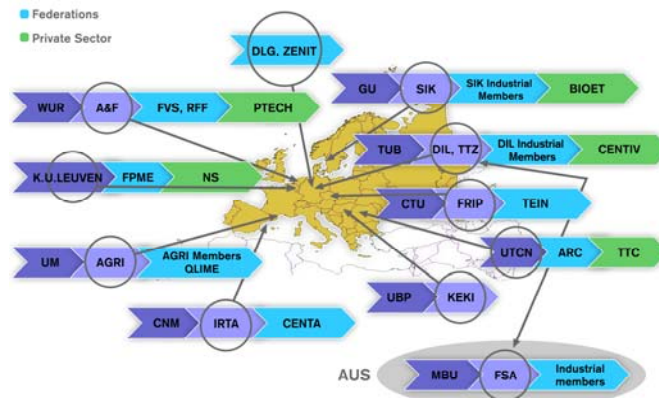 Federations
Private Sector
DLG, ZENIT
GU SIK SIK Industrial
Members BIOET
WUR A&F FVS, RFF PTECH
TUB DIL, TTZ DIL Industrial
Members CENTIV
K.U.LEUVEN FPME NS
CTU FRIP TEIN
UM AGRI AGRI Members
QLIME
UTCN ARC TTC
UBP KEKI
CNM IRTA CENTA
AUS
MBU FSA Industrial
members